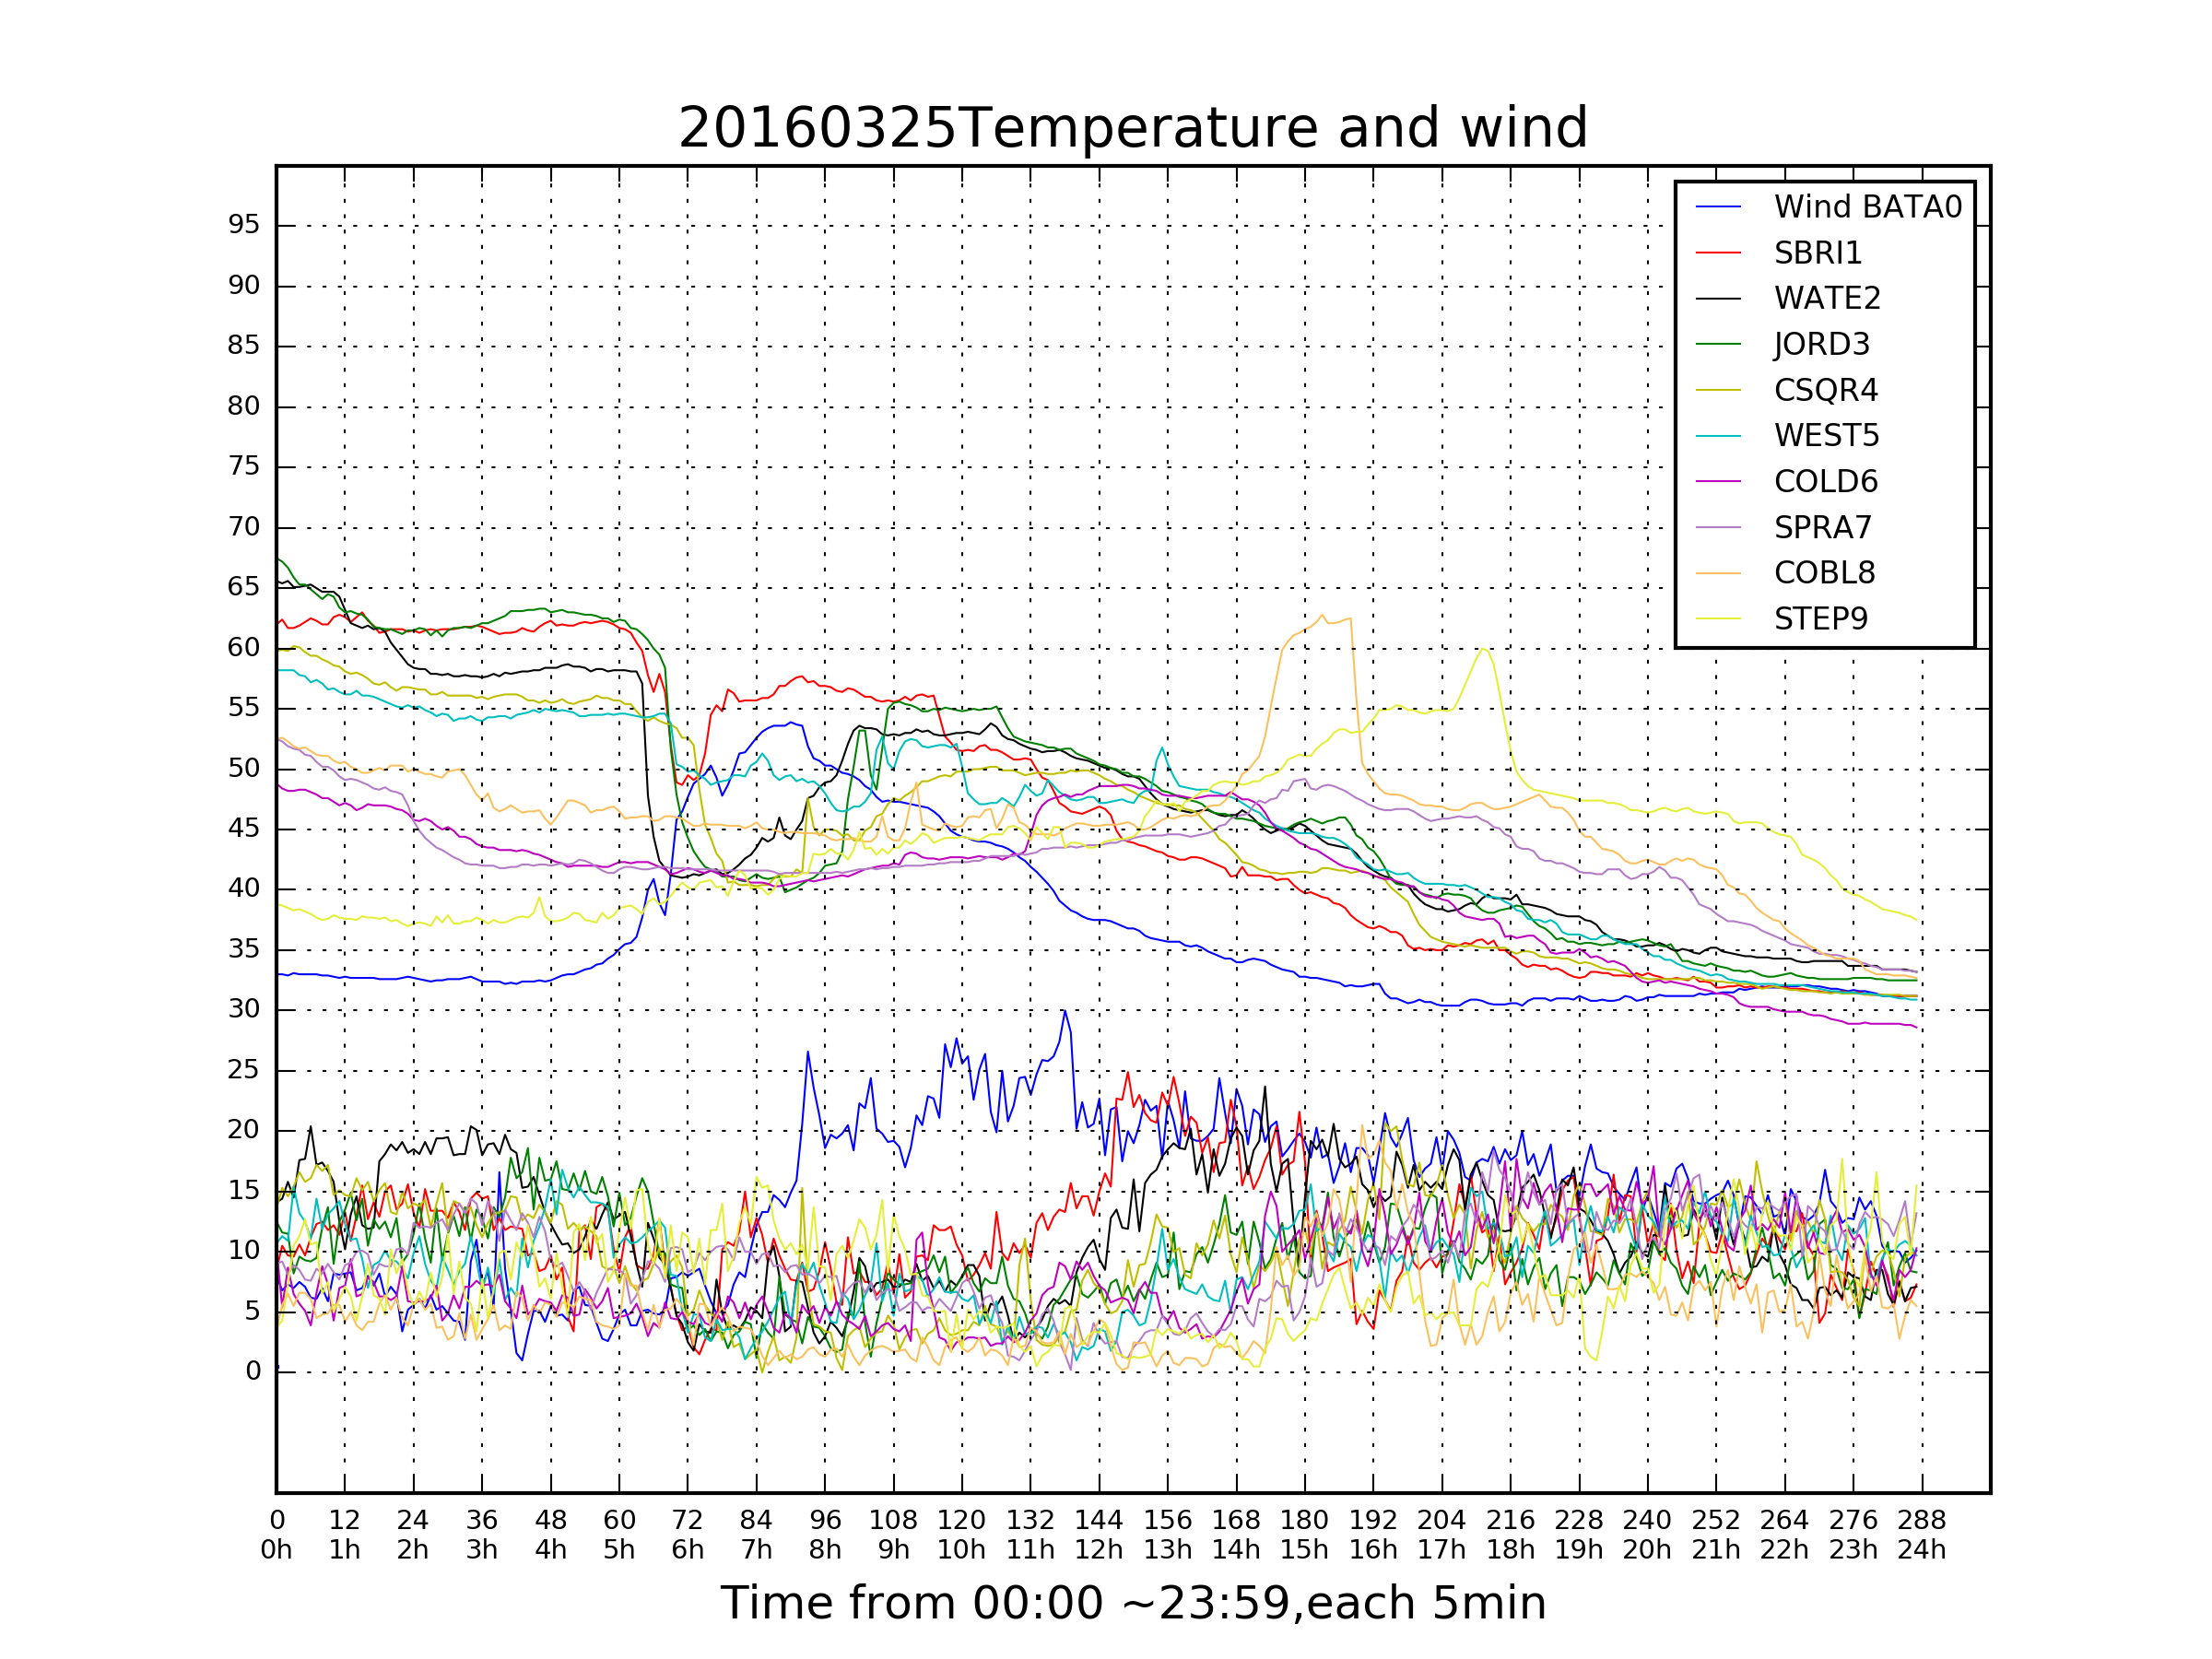 20160325Temperature and wind
95
90
85
80
75
70
65
60
55
50
45
40
35
30
25
20
15
10
5
0
Wind BATA0
SBRI1
WATE2
JORD3
CSQR4
WEST5
COLD6
SPRA7
COBL8
STEP9
0 12 24 36 48 60 72 84 96 108 120 132 144 156 168 180 192 204 216 228 240 252 264 276 288
0h 1h 2h 3h 4h 5h 6h 7h 8h 9h 10h 11h 12h 13h 14h 15h 16h 17h 18h 19h 20h 21h 22h 23h 24h
Time from 00:00 ~23:59,each 5min